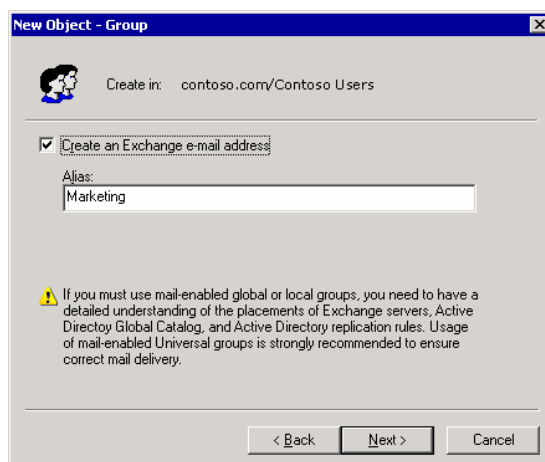 New Object - Group
Create in: contoso.com/Contoso Users
Create an Exchange e-mail address
Alias:
Marketing
If you must use mail-enabled global or local groups, you need to have a
detailed understanding of the placements of Exchange servers, Active
Directoy Global Catalog, and Active Directory replication rules. Usage
of mail-enabled Universal groups is strongly recommended to ensure
correct mail delivery.
< Back Next > Cancel